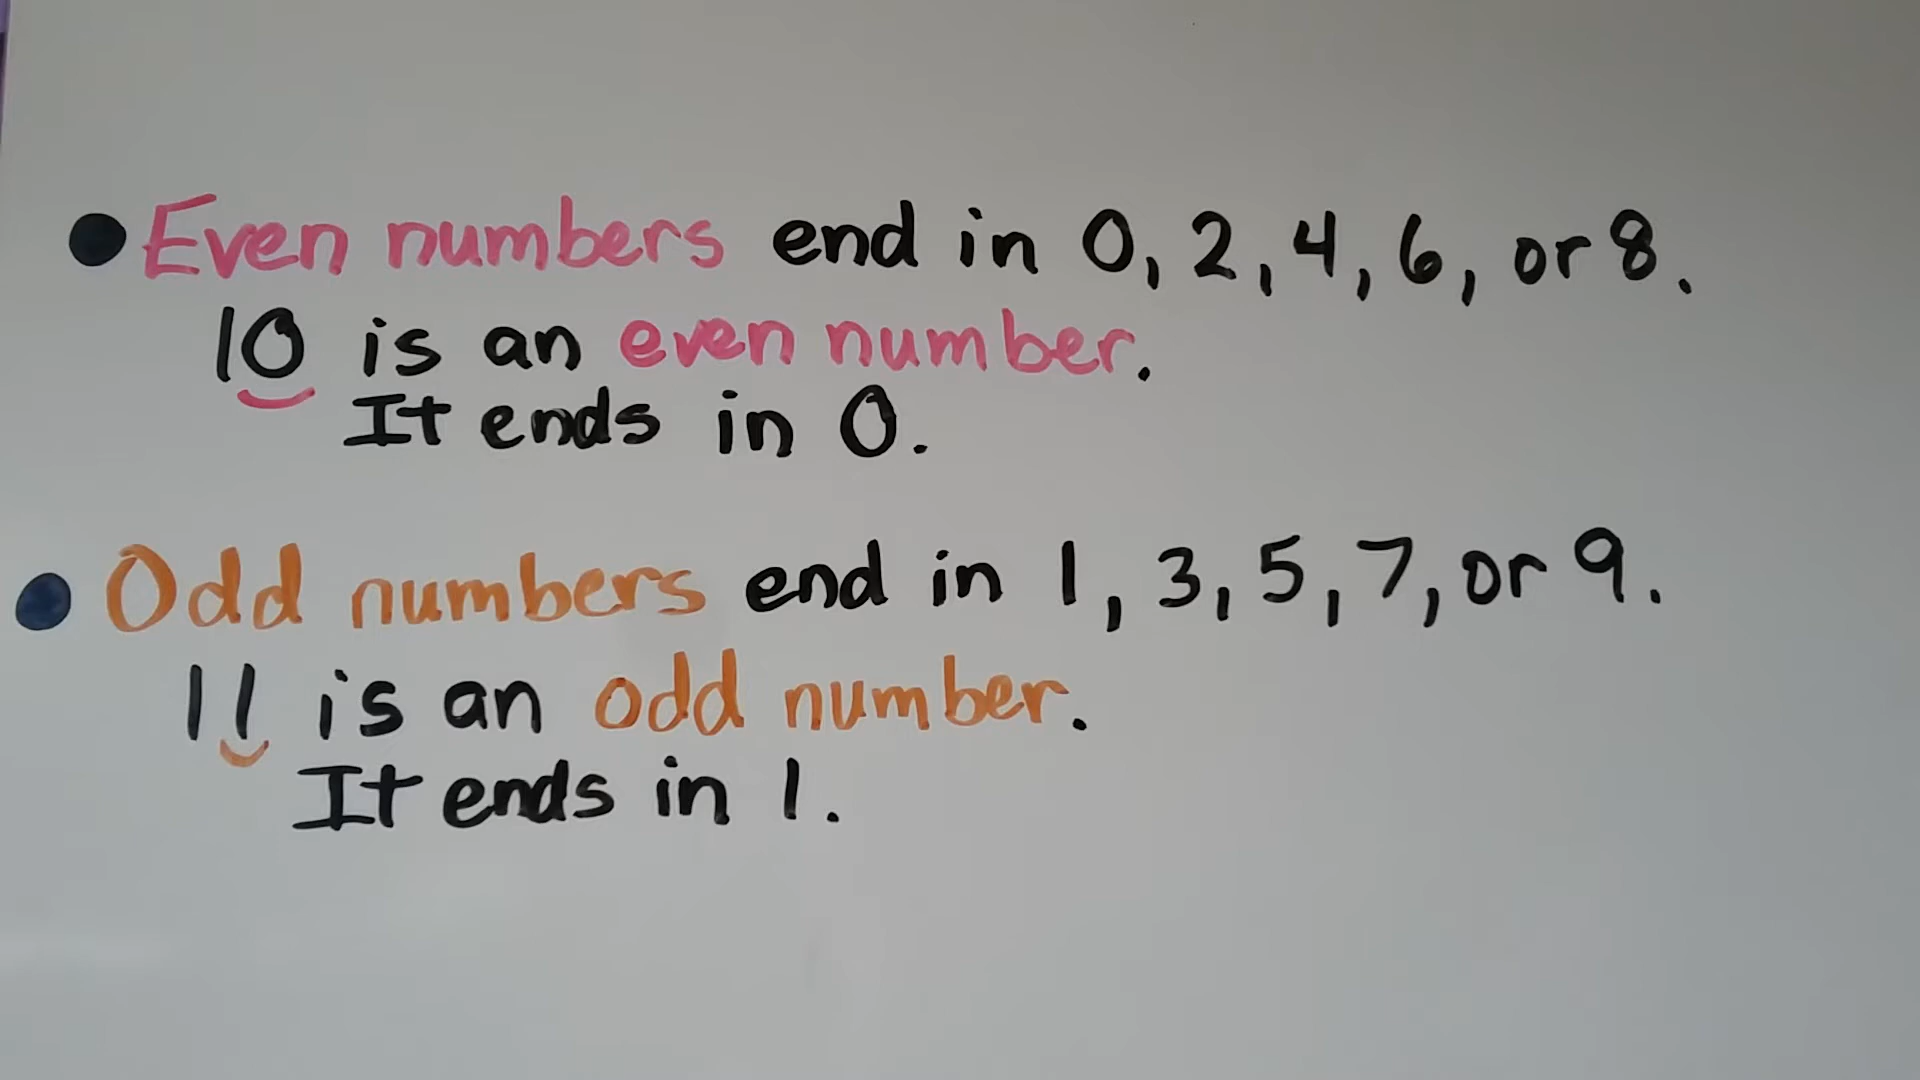 Even numbers end in 0, 2, 4, 6, or 8.
10 is an even number.
It ends in 0.
Odd numbers end in 1, 3, 5, 7, or 9.
11 is an odd number.
It ends in 1.